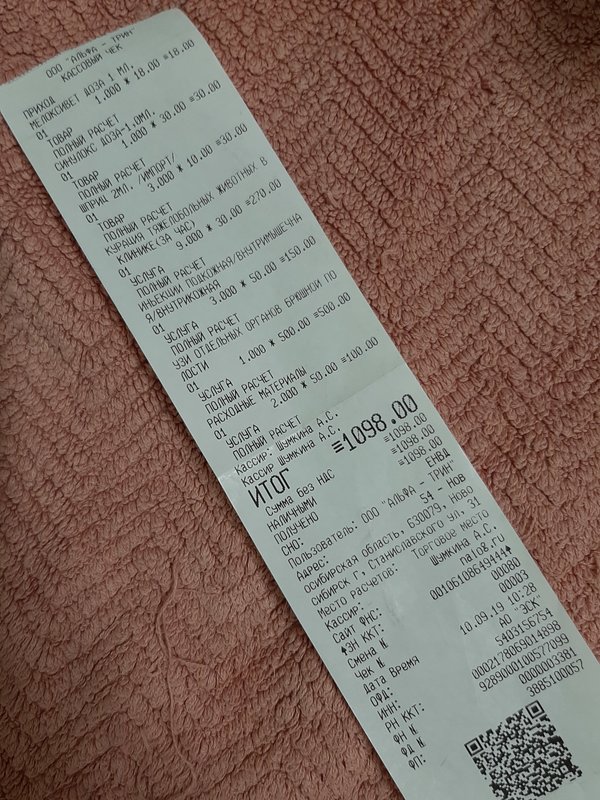 ООО "АЛЬФА - ТРИН"
КАССОВЫЙ ЧЕК
ПРИХОД
МЕЛОКСИВЕТ ДОЗА 1 МЛ.
01 1.000 * 18.00 ≡18.00
ТОВАР
ПОЛНЫЙ РАСЧЕТ
СИНУЛОКС ДОЗА-1.0МЛ.
01 1.000 * 30.00 ≡30.00
ТОВАР
ПОЛНЫЙ РАСЧЕТ
ШПРИЦ 2МЛ. /ИМПОРТ/
01 3.000 * 10.00 ≡30.00
ТОВАР
ПОЛНЫЙ РАСЧЕТ
КУРАЦИЯ ТЯЖЕЛОБОЛЬНЫХ ЖИВОТНЫХ В
КЛИНИКЕ(ЗА ЧАС)
01 9.000 * 30.00 ≡270.00
УСЛУГА
ПОЛНЫЙ РАСЧЕТ
ИНЬЕКЦИИ ПОДКОЖНАЯ/ВНУТРИМЫШЕЧНА
Я/ВНУТРИКОЖНАЯ
01 3.000 * 50.00 ≡150.00
УСЛУГА
ПОЛНЫЙ РАСЧЕТ
УЗИ ОТДЕЛЬНЫХ ОРГАНОВ БРЮШНОЙ ПО
ЛОСТИ
01 1.000 * 500.00 ≡500.00
УСЛУГА
ПОЛНЫЙ РАСЧЕТ
РАСХОДНЫЕ МАТЕРИАЛЫ
01 2.000 * 50.00 ≡100.00
УСЛУГА
ПОЛНЫЙ РАСЧЕТ
Кассир: Шумкина А.С.
Кассир Шумкина А.С.
ИТОГ ≡1098.00
Сумма без НДС ≡1098.00
НАЛИЧНЫМИ ≡1098.00
ПОЛУЧЕНО ≡1098.00
СНО: ЕНВД
Пользователь: ООО "АЛЬФА - ТРИН"
Адрес: 54 - Нов
осибирская область, 630079, Ново
сибирск г, Станиславского ул, 31
Место расчетов: Торговое место
Кассир: Шумкина А.С.
Сайт ФНС: nalog.ru
ЗН ККТ: 00106108649444
Смена N 00080
Чек N 00003
Дата Время 10.09.19 10:28
ОФД: АО "ЭСК"
ИНН: 5403156754
РН ККТ: 0002178069014898
ФН N 9289000100577099
ФД N 0000003381
ФП: 3885100057